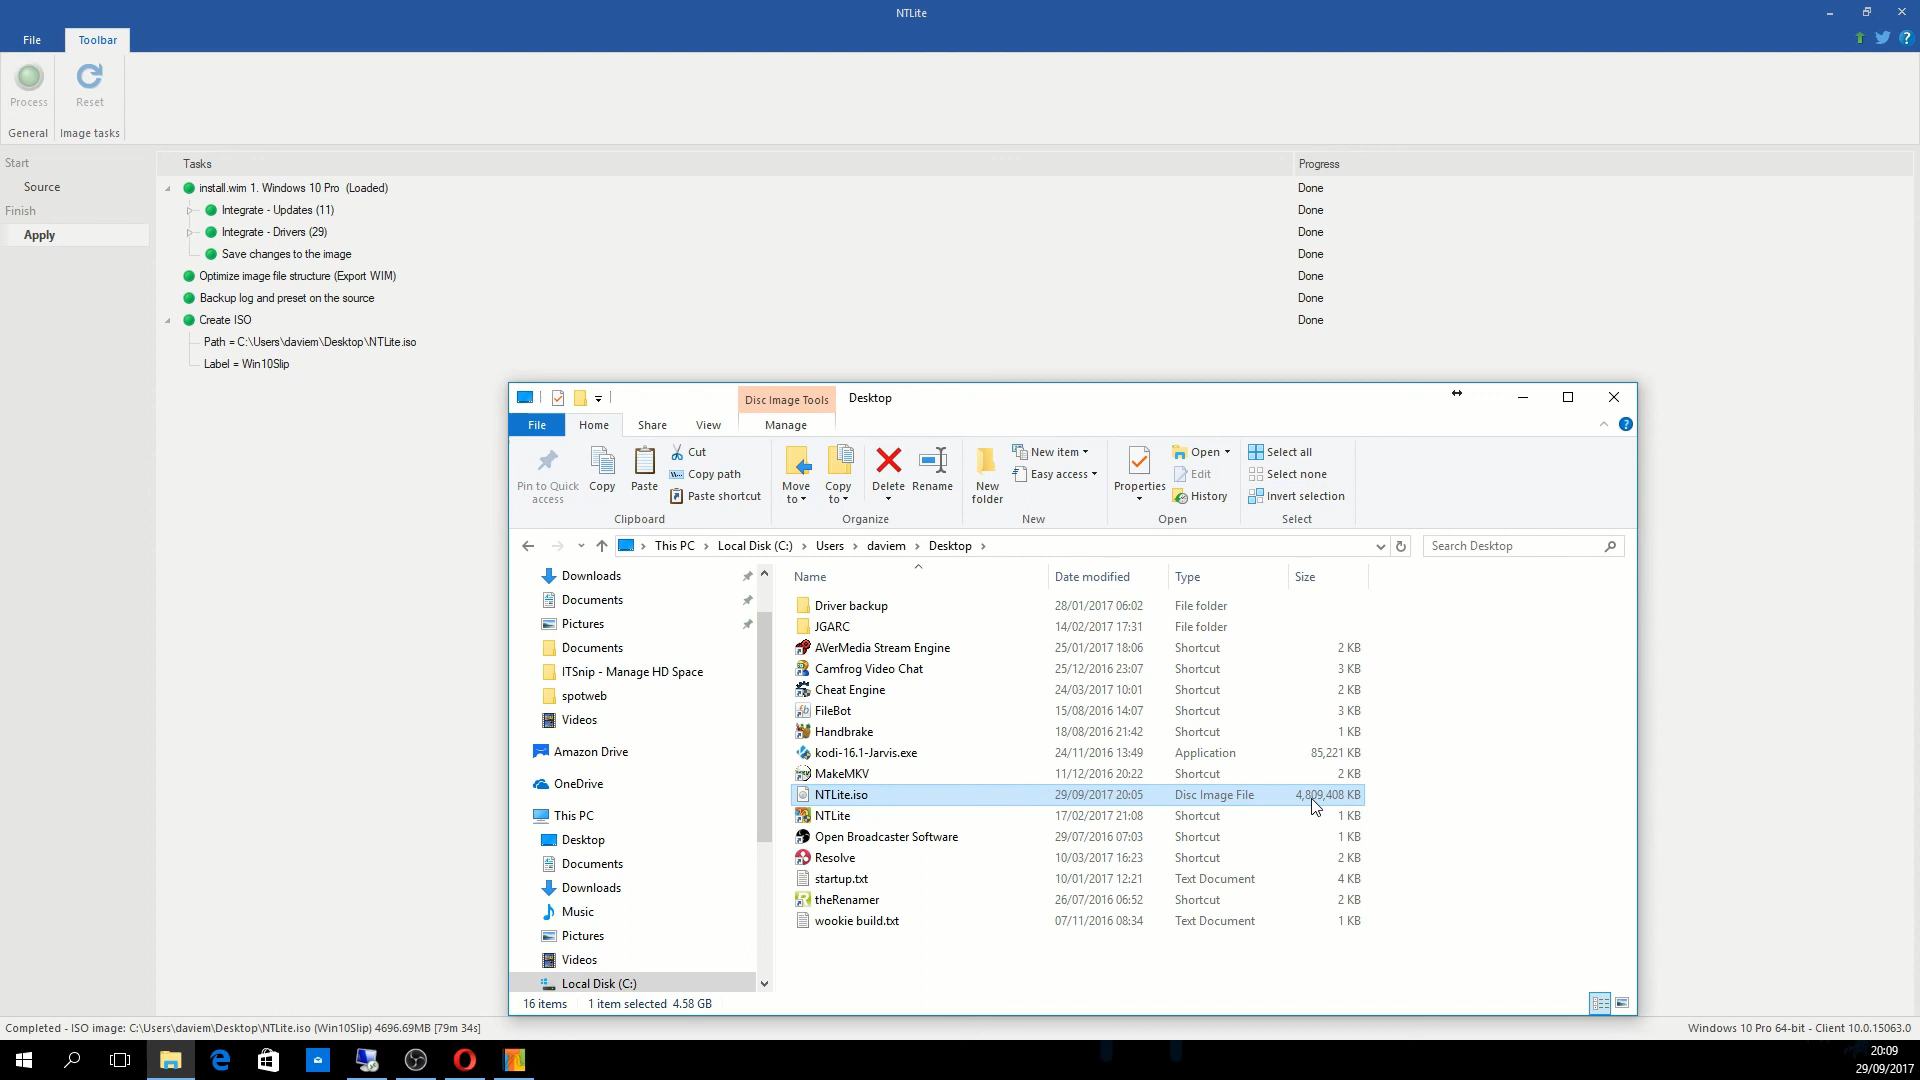 NTLite
File
Toolbar
Process
Reset
General
Image tasks
Start
Source
Finish
Apply
Tasks
Progress
install.wim 1. Windows 10 Pro (Loaded)
Done
Integrate - Updates (11)
Done
Integrate - Drivers (29)
Done
Save changes to the image
Done
Optimize image file structure (Export WIM)
Done
Backup log and preset on the source
Done
Create ISO
Done
Path = C:\Users\daviem\Desktop\NTLite.iso
Label = Win10Slip
Disc Image Tools
Desktop
File
Home
Share
View
Manage
Pin to Quick
access
Copy
Paste
Cut
Copy path
Paste shortcut
Clipboard
Move
to
Copy
to
Delete
Rename
Organize
New
folder
New item
Easy access
New
Properties
Open
Edit
History
Open
Select all
Select none
Invert selection
Select
This PC
Local Disk (C:)
Users
daviem
Desktop
Search Desktop
Downloads
Documents
Pictures
Documents
ITSnip - Manage HD Space
spotweb
Videos
Amazon Drive
OneDrive
This PC
Desktop
Documents
Downloads
Music
Pictures
Videos
Local Disk (C:)
Name Date modified Type Size
Driver backup 28/01/2017 06:02 File folder
JGARC 14/02/2017 17:31 File folder
AVerMedia Stream Engine 25/01/2017 18:06 Shortcut 2 KB
Camfrog Video Chat 25/12/2016 23:07 Shortcut 3 KB
Cheat Engine 24/03/2017 10:01 Shortcut 2 KB
FileBot 15/08/2016 14:07 Shortcut 3 KB
Handbrake 18/08/2016 21:42 Shortcut 1 KB
kodi-16.1-Jarvis.exe 24/11/2016 13:49 Application 85,221 KB
MakeMKV 11/12/2016 20:22 Shortcut 2 KB
NTLite.iso 29/09/2017 20:05 Disc Image File 4,809,408 KB
NTLite 17/02/2017 21:08 Shortcut 1 KB
Open Broadcaster Software 29/07/2016 07:03 Shortcut 1 KB
Resolve 10/03/2017 16:23 Shortcut 2 KB
startup.txt 10/01/2017 12:21 Text Document 4 KB
theRenamer 26/07/2016 06:52 Shortcut 2 KB
wookie build.txt 07/11/2016 08:34 Text Document 1 KB
16 items 1 item selected 4.58 GB
Completed - ISO image: C:\Users\daviem\Desktop\NTLite.iso (Win10Slip) 4696.69MB [79m 34s]
Windows 10 Pro 64-bit - Client 10.0.15063.0
20:09
29/09/2017